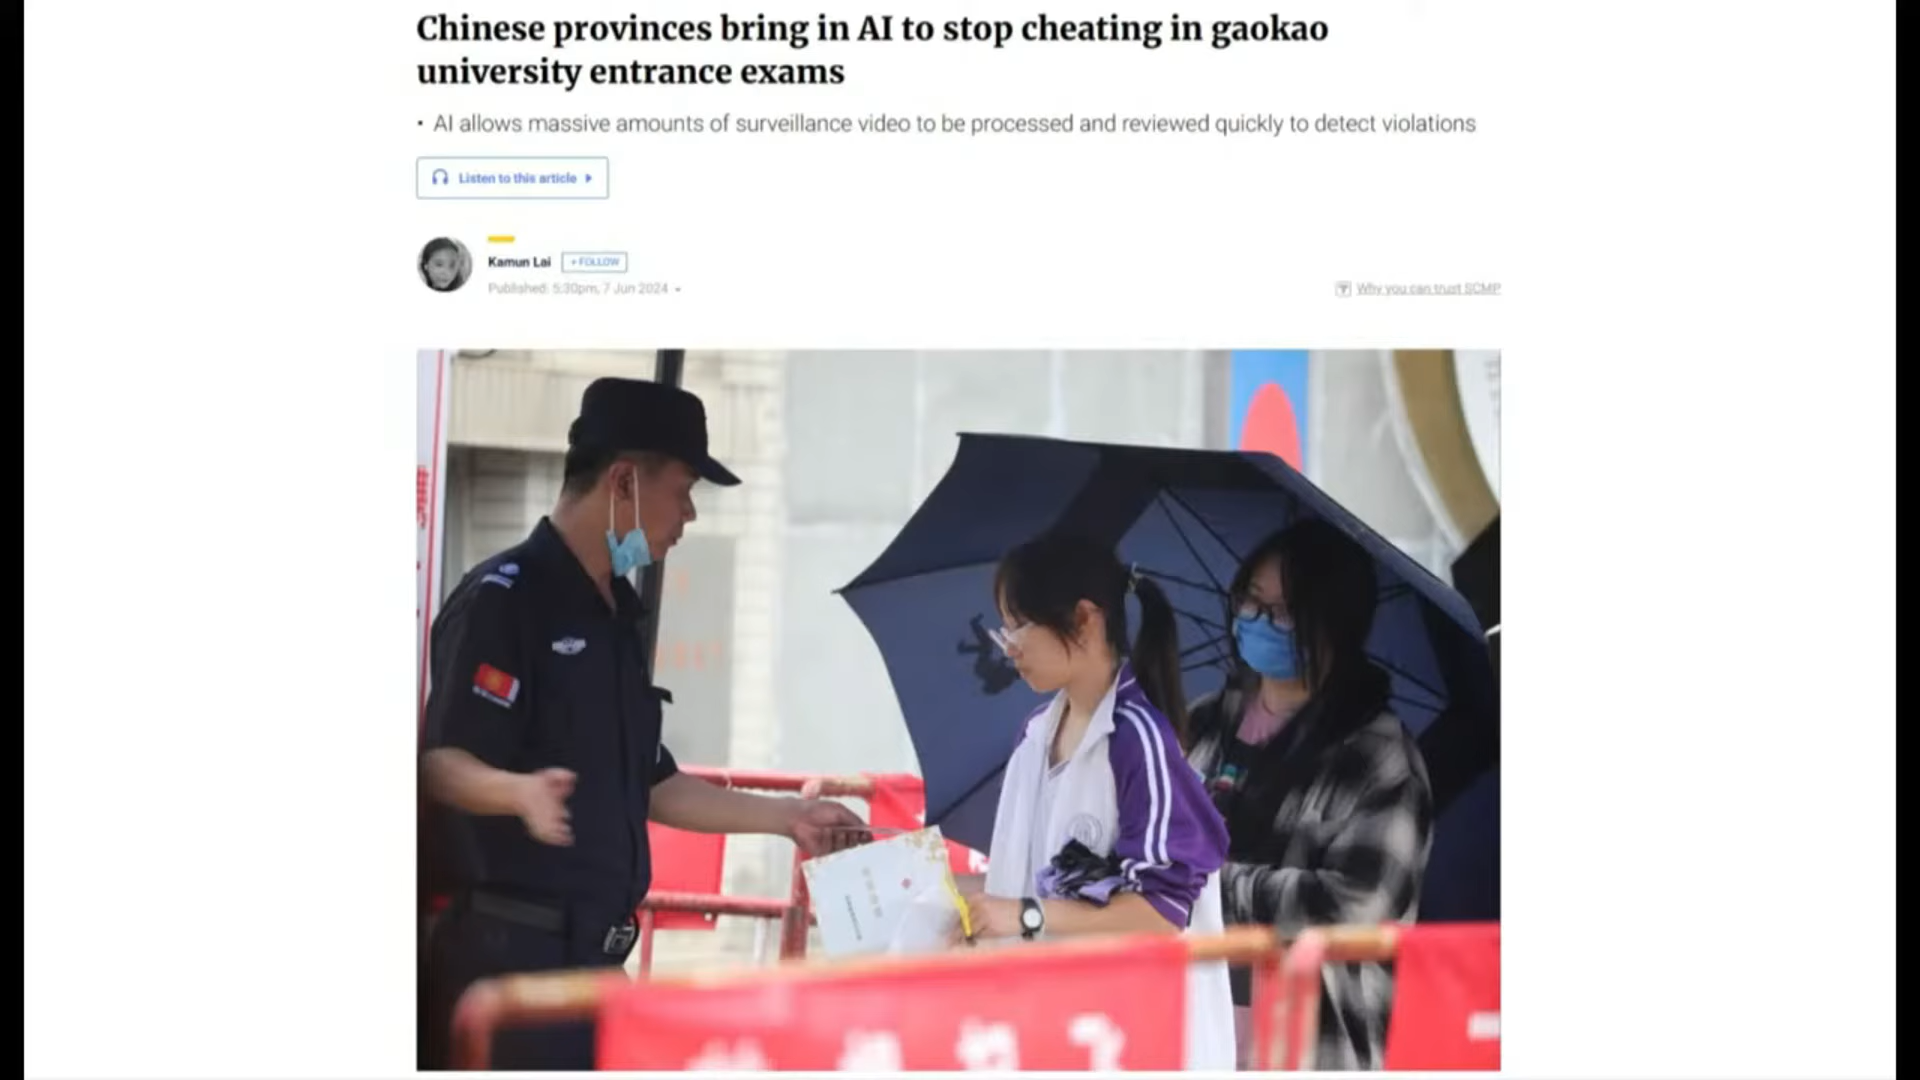 Chinese provinces bring in AI to stop cheating in gaokao
university entrance exams
• AI allows massive amounts of surveillance video to be processed and reviewed quickly to detect violations
Listen to this article
Kamun Lai + FOLLOW
Published: 5:30pm, 7 Jun 2024
Why you can trust SCMP